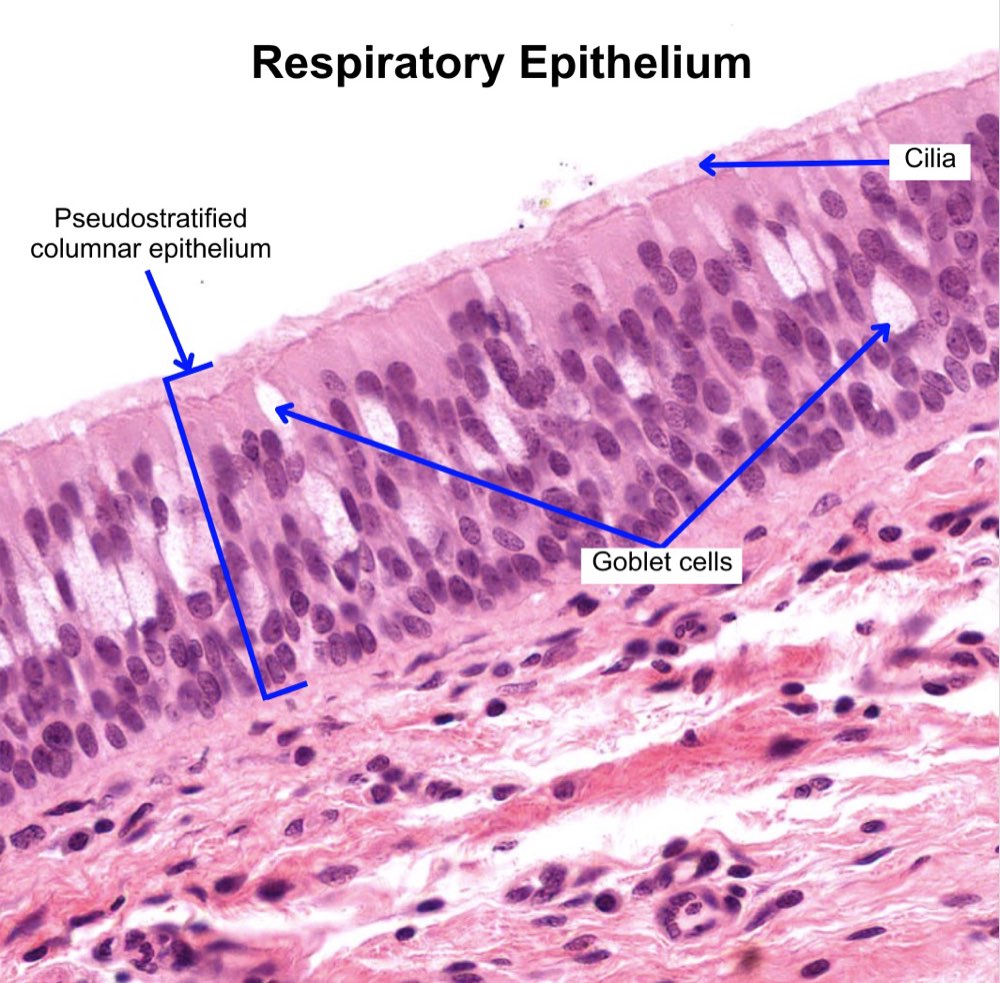 Respiratory Epithelium
Cilia
Pseudostratified
columnar epithelium
Goblet cells